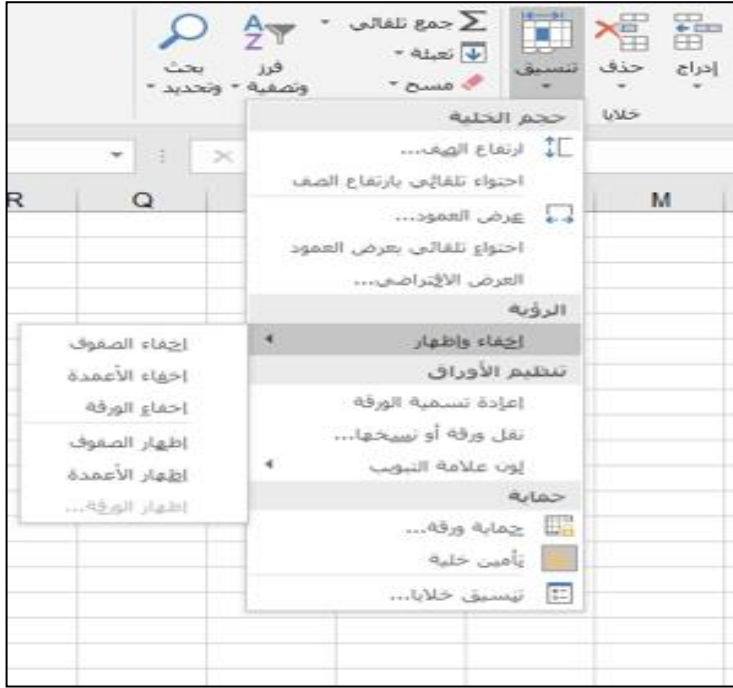 إدراج
حذف
تنسيق
خلايا
Σ جمع تلقائي
تعبئة
مسح
فرز وتصفية
AZ
بحث وتحديد
حجم الخلية
ارتفاع الصف...
احتواء تلقائي بارتفاع الصف
عرض العمود...
احتواء تلقائي بعرض العمود
العرض الافتراضي...
الرؤية
إخفاء وإظهار
تنظيم الأوراق
إعادة تسمية الورقة
نقل ورقة أو نسخها...
لون علامة التبويب
حماية
حماية ورقة...
تأمين خلية
تنسيق خلايا...
إخفاء الصفوف
إخفاء الأعمدة
إخفاء الورقة
إظهار الصفوف
إظهار الأعمدة
إظهار الورقة...
M
Q
R